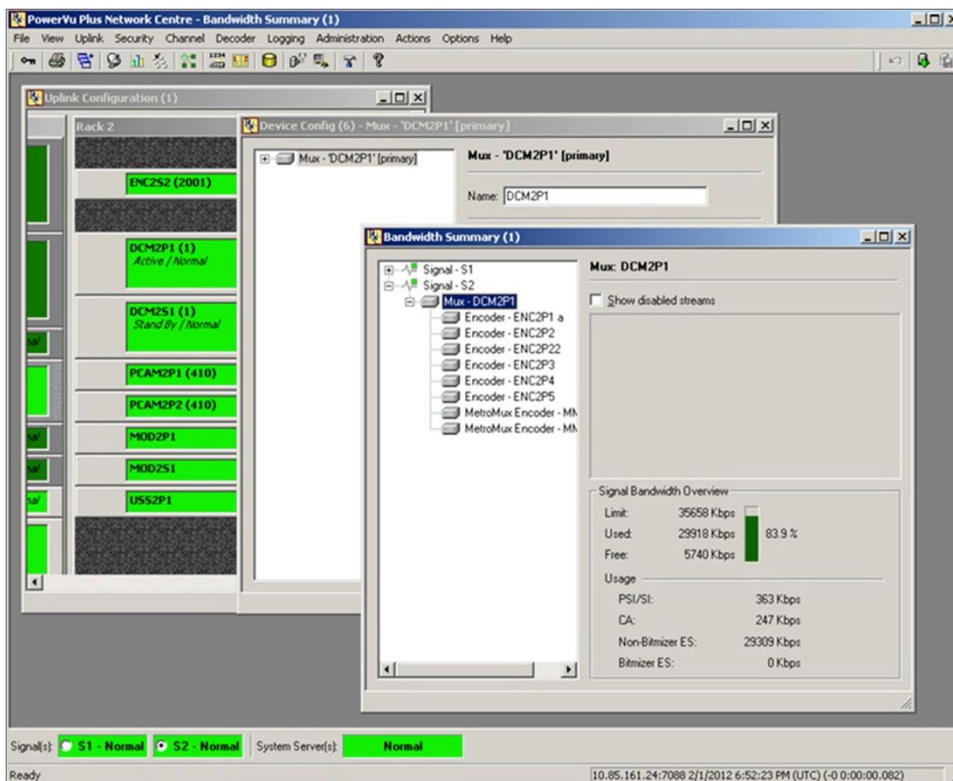 PowerVu Plus Network Centre - Bandwidth Summary (1)
File View Uplink Security Channel Decoder Logging Administration Actions Options Help
Uplink Configuration (1)
Rack 2
ENC2S2 (2001)
DCM2P1 (1)
Active / Normal
DCM2S1 (1)
Stand By / Normal
PCAM2P1 (410)
PCAM2P2 (410)
MOD2P1
MOD2S1
USS2P1
Device Config (6) - Mux - 'DCM2P1' [primary]
Mux - 'DCM2P1' [primary]
Mux - 'DCM2P1' [primary]
Name: DCM2P1
Bandwidth Summary (1)
Signal - S1
Signal - S2
Mux - DCM2P1
Encoder - ENC2P1 a
Encoder - ENC2P2
Encoder - ENC2P22
Encoder - ENC2P3
Encoder - ENC2P4
Encoder - ENC2P5
MetroMux Encoder - MM
MetroMux Encoder - MM
Mux: DCM2P1
Show disabled streams
Signal Bandwidth Overview
Limit: 35658 Kbps
Used: 29918 Kbps 83.9 %
Free: 5740 Kbps
Usage
PSI/SI: 363 Kbps
CA: 247 Kbps
Non-Bitmizer ES: 29309 Kbps
Bitmizer ES: 0 Kbps
Signal(s): S1 - Normal S2 - Normal System Server(s): Normal
Ready 10.85.161.24:7088 2/1/2012 6:52:23 PM (UTC) (-0 0:00:00.082)